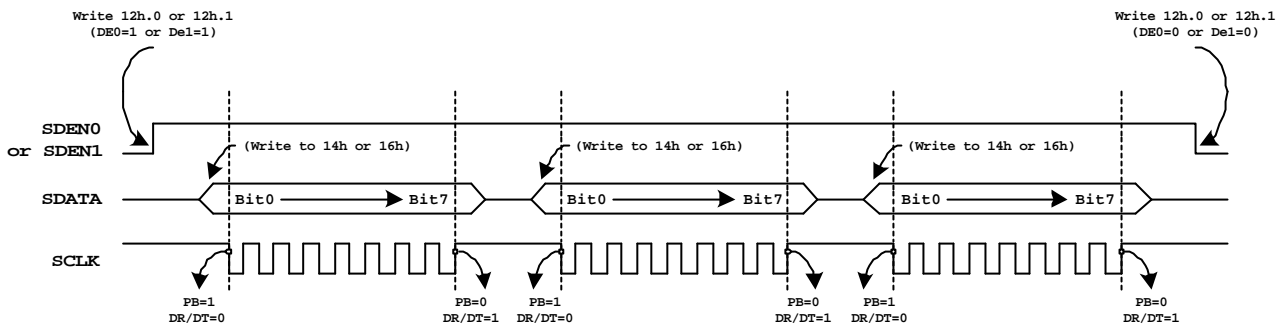 Write 12h.0 or 12h.1
(DE0=1 or De1=1)
Write 12h.0 or 12h.1
(DE0=0 or De1=0)
SDEN0
or SDEN1
(Write to 14h or 16h)
(Write to 14h or 16h)
(Write to 14h or 16h)
SDATA
Bit0
Bit7
Bit0
Bit7
Bit0
Bit7
SCLK
PB=1
DR/DT=0
PB=0
DR/DT=1
PB=1
DR/DT=0
PB=0
DR/DT=1
PB=1
DR/DT=0
PB=0
DR/DT=1